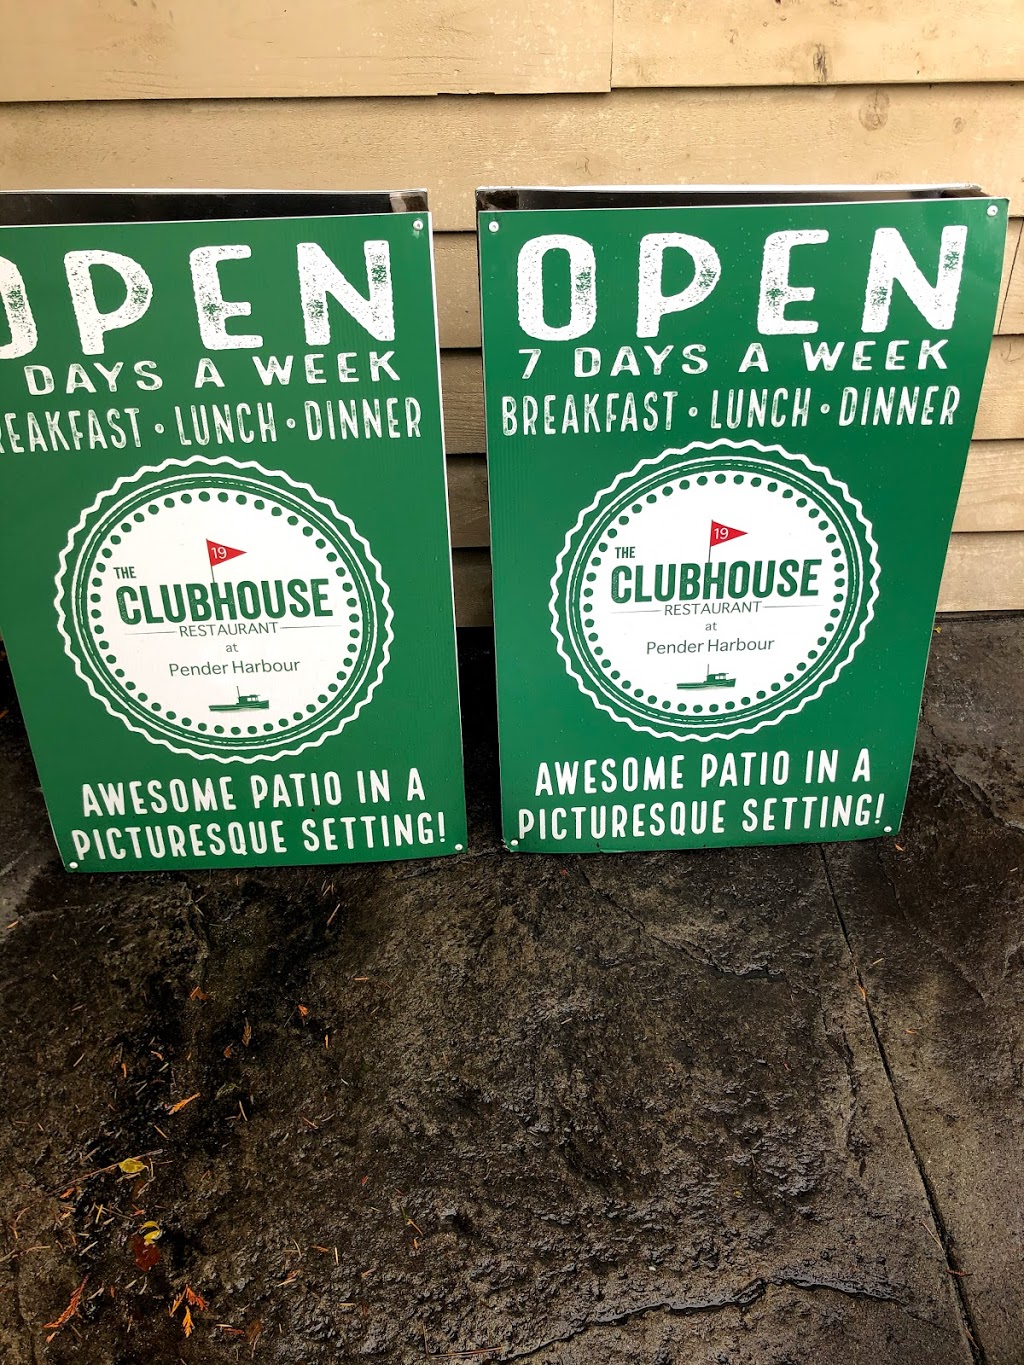 OPEN
DAYS A WEEK
REAKFAST • LUNCH • DINNER
19
THE
CLUBHOUSE
RESTAURANT
at
Pender Harbour
AWESOME PATIO IN A
PICTURESQUE SETTING!
OPEN
7 DAYS A WEEK
BREAKFAST • LUNCH • DINNER
19
THE
CLUBHOUSE
RESTAURANT
at
Pender Harbour
AWESOME PATIO IN A
PICTURESQUE SETTING!